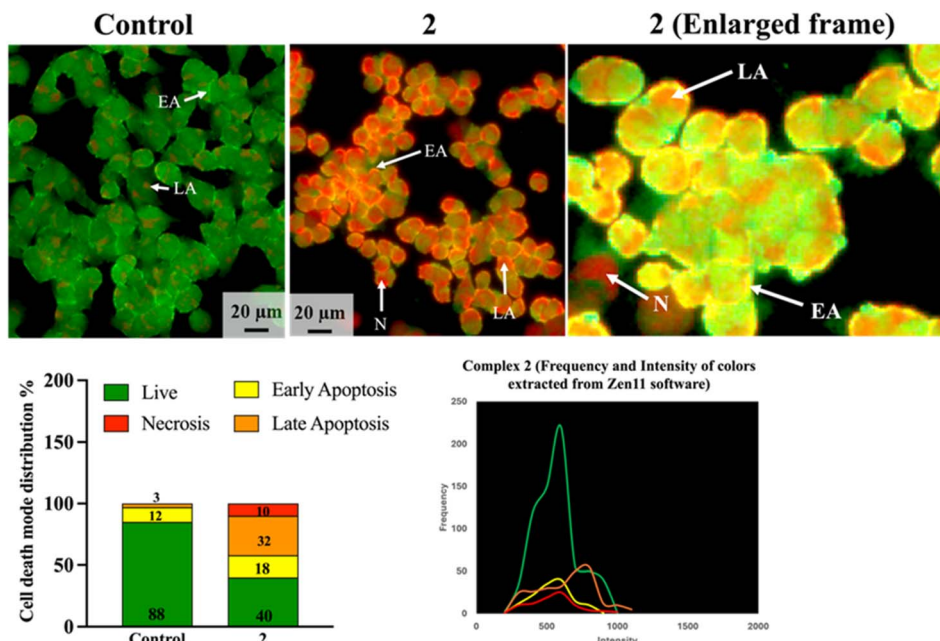 Control
2
2 (Enlarged frame)
EA
LA
20 µm
EA
N
LA
20 µm
LA
N
EA
Cell death mode distribution %
200
150
100
50
0
Live
Early Apoptosis
Necrosis
Late Apoptosis
3
12
88
10
32
18
40
Control
2
Complex 2 (Frequency and Intensity of colors
extracted from Zen11 software)
Frequency
250
200
150
100
50
0
0
500
1000
1500
2000
Intensity